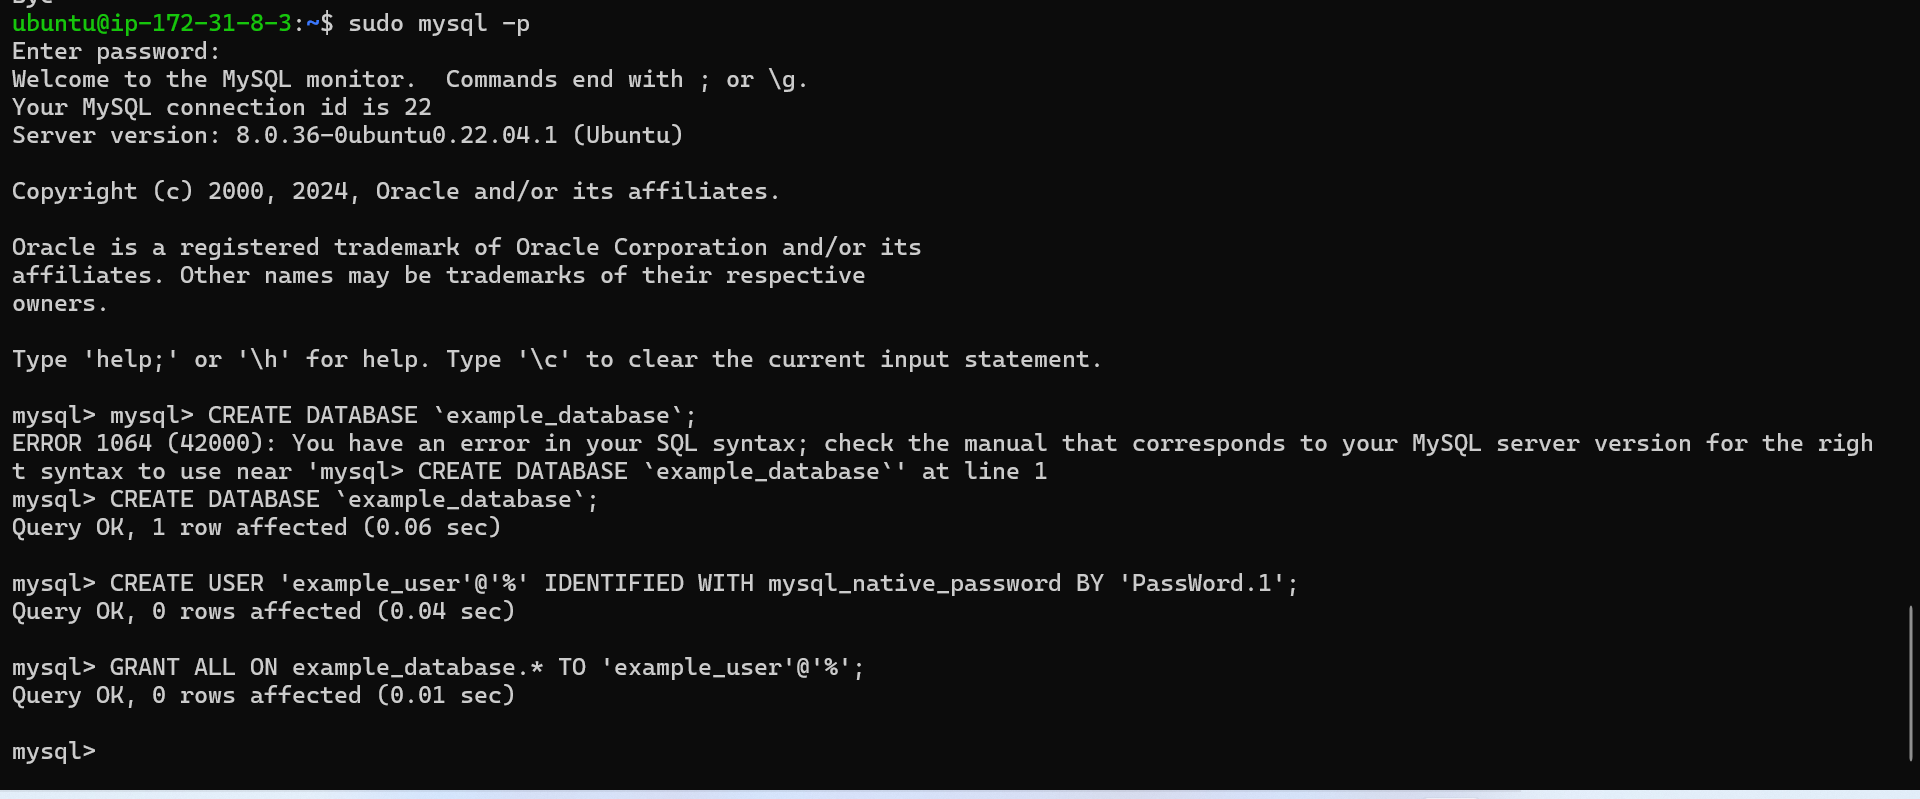 Bye
ubuntu@ip-172-31-8-3:~$ sudo mysql -p
Enter password:
Welcome to the MySQL monitor.  Commands end with ; or \g.
Your MySQL connection id is 22
Server version: 8.0.36-0ubuntu0.22.04.1 (Ubuntu)

Copyright (c) 2000, 2024, Oracle and/or its affiliates.

Oracle is a registered trademark of Oracle Corporation and/or its
affiliates. Other names may be trademarks of their respective
owners.

Type 'help;' or '\h' for help. Type '\c' to clear the current input statement.

mysql> mysql> CREATE DATABASE `example_database`;
ERROR 1064 (42000): You have an error in your SQL syntax; check the manual that corresponds to your MySQL server version for the righ
t syntax to use near 'mysql> CREATE DATABASE `example_database`' at line 1
mysql> CREATE DATABASE `example_database`;
Query OK, 1 row affected (0.06 sec)

mysql> CREATE USER 'example_user'@'%' IDENTIFIED WITH mysql_native_password BY 'PassWord.1';
Query OK, 0 rows affected (0.04 sec)

mysql> GRANT ALL ON example_database.* TO 'example_user'@'%';
Query OK, 0 rows affected (0.01 sec)

mysql>